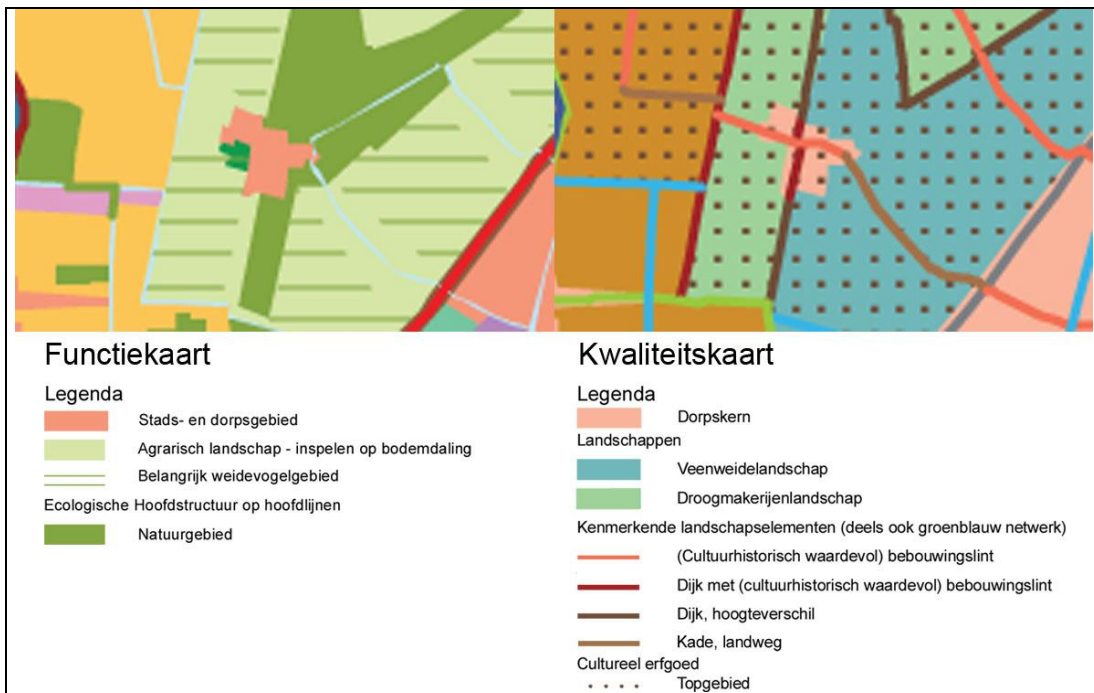 Functiekaart
Legenda
Stads- en dorpsgebied
Agrarisch landschap - inspelen op bodemdaling
Belangrijk weidevogelgebied
Ecologische Hoofdstructuur op hoofdlijnen
Natuurgebied
Kwaliteitskaart
Legenda
Dorpskern
Landschappen
Veenweidelandschap
Droogmakerijenlandschap
Kenmerkende landschapselementen (deels ook groenblauw netwerk)
(Cultuurhistorisch waardevol) bebouwingslint
Dijk met (cultuurhistorisch waardevol) bebouwingslint
Dijk, hoogteverschil
Kade, landweg
Cultureel erfgoed
Topgebied